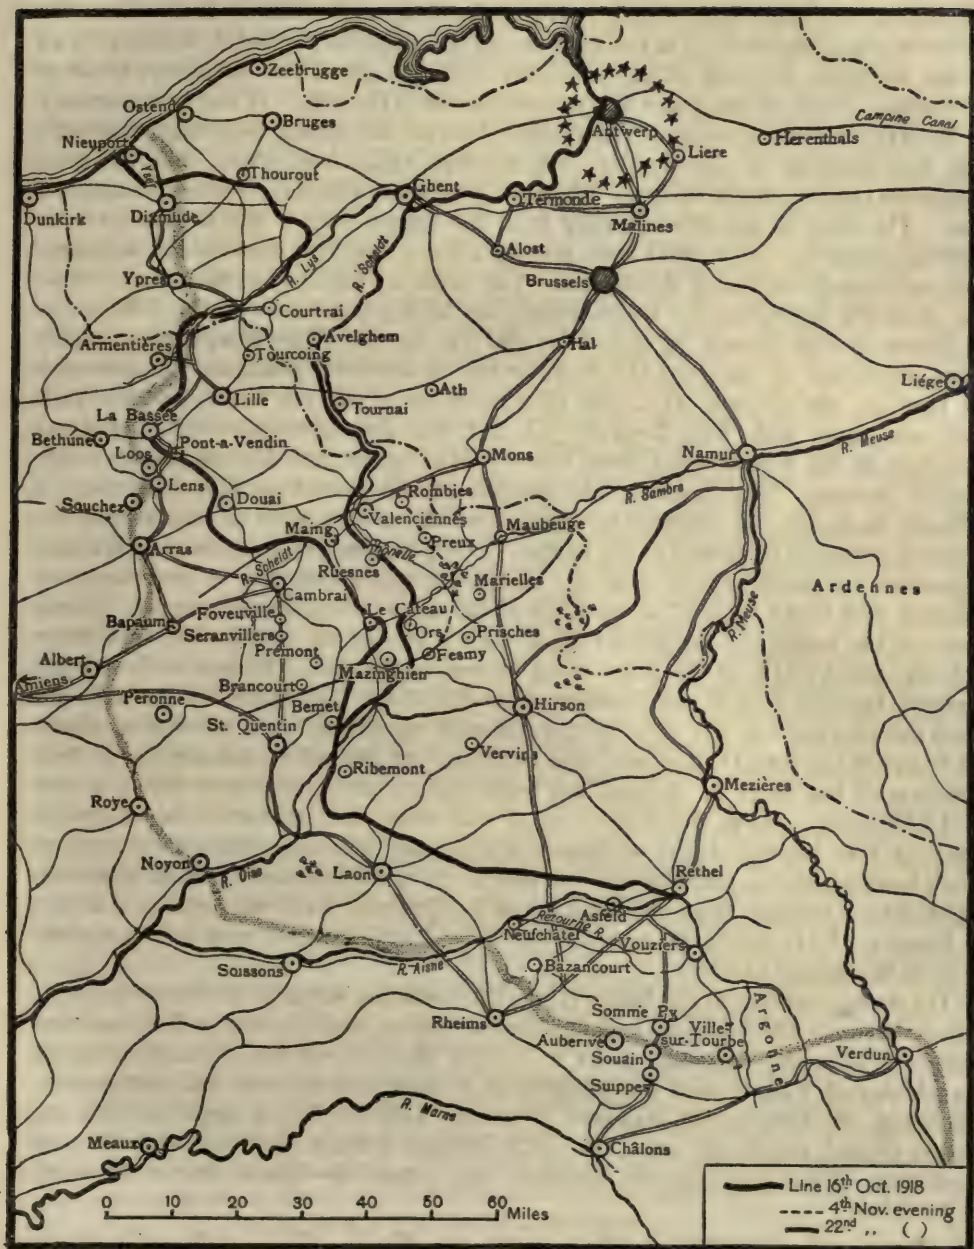 Zeebrugge
Ostend
Bruges
Antwerp
Campine Canal
Herenthals
Nieuport
Yser
Thourout
Liere
Dunkirk
Dixmude
Ghent
Termonde
Malines
R. Scheldt
Alost
R. Lys
Ypres
Brussels
Courtrai
Avelghem
Hal
Armentières
Tourcoing
Liége
Ath
Lille
Tournai
La Bassée
Bethune
Pont-a-Vendin
R. Meuse
Loos
Mons
Namur
Lens
R. Sambre
Souchez
Douai
Rombies
Valenciennes
Maing
Preux
Maubeuge
Arras
R. Scheldt
Ruesnes
Marielles
Ardennes
Cambrai
Foveuville
Le Cateau
R. Meuse
Bapaum
Seranvillers
Ors
Prisches
Premont
Fesmy
Albert
Mazinghien
Amiens
Brancourt
Peronne
Bemet
Hirson
St. Quentin
Vervins
Ribemont
Mezières
Roye
Noyon
R. Oise
Laon
Rethel
Asfeld
Retourne R.
Neufchatel
Vouziers
Soissons
R. Aisne
Bazancourt
Argonne
Somme Py
Rheims
Ville-
sur-Tourbe
Auberive
Verdun
Souain
Suippes
R. Marne
Meaux
Châlons
0 10 20 30 40 50 60 Miles
Line 16th Oct. 1918
4th Nov. evening
22nd ,, ( )